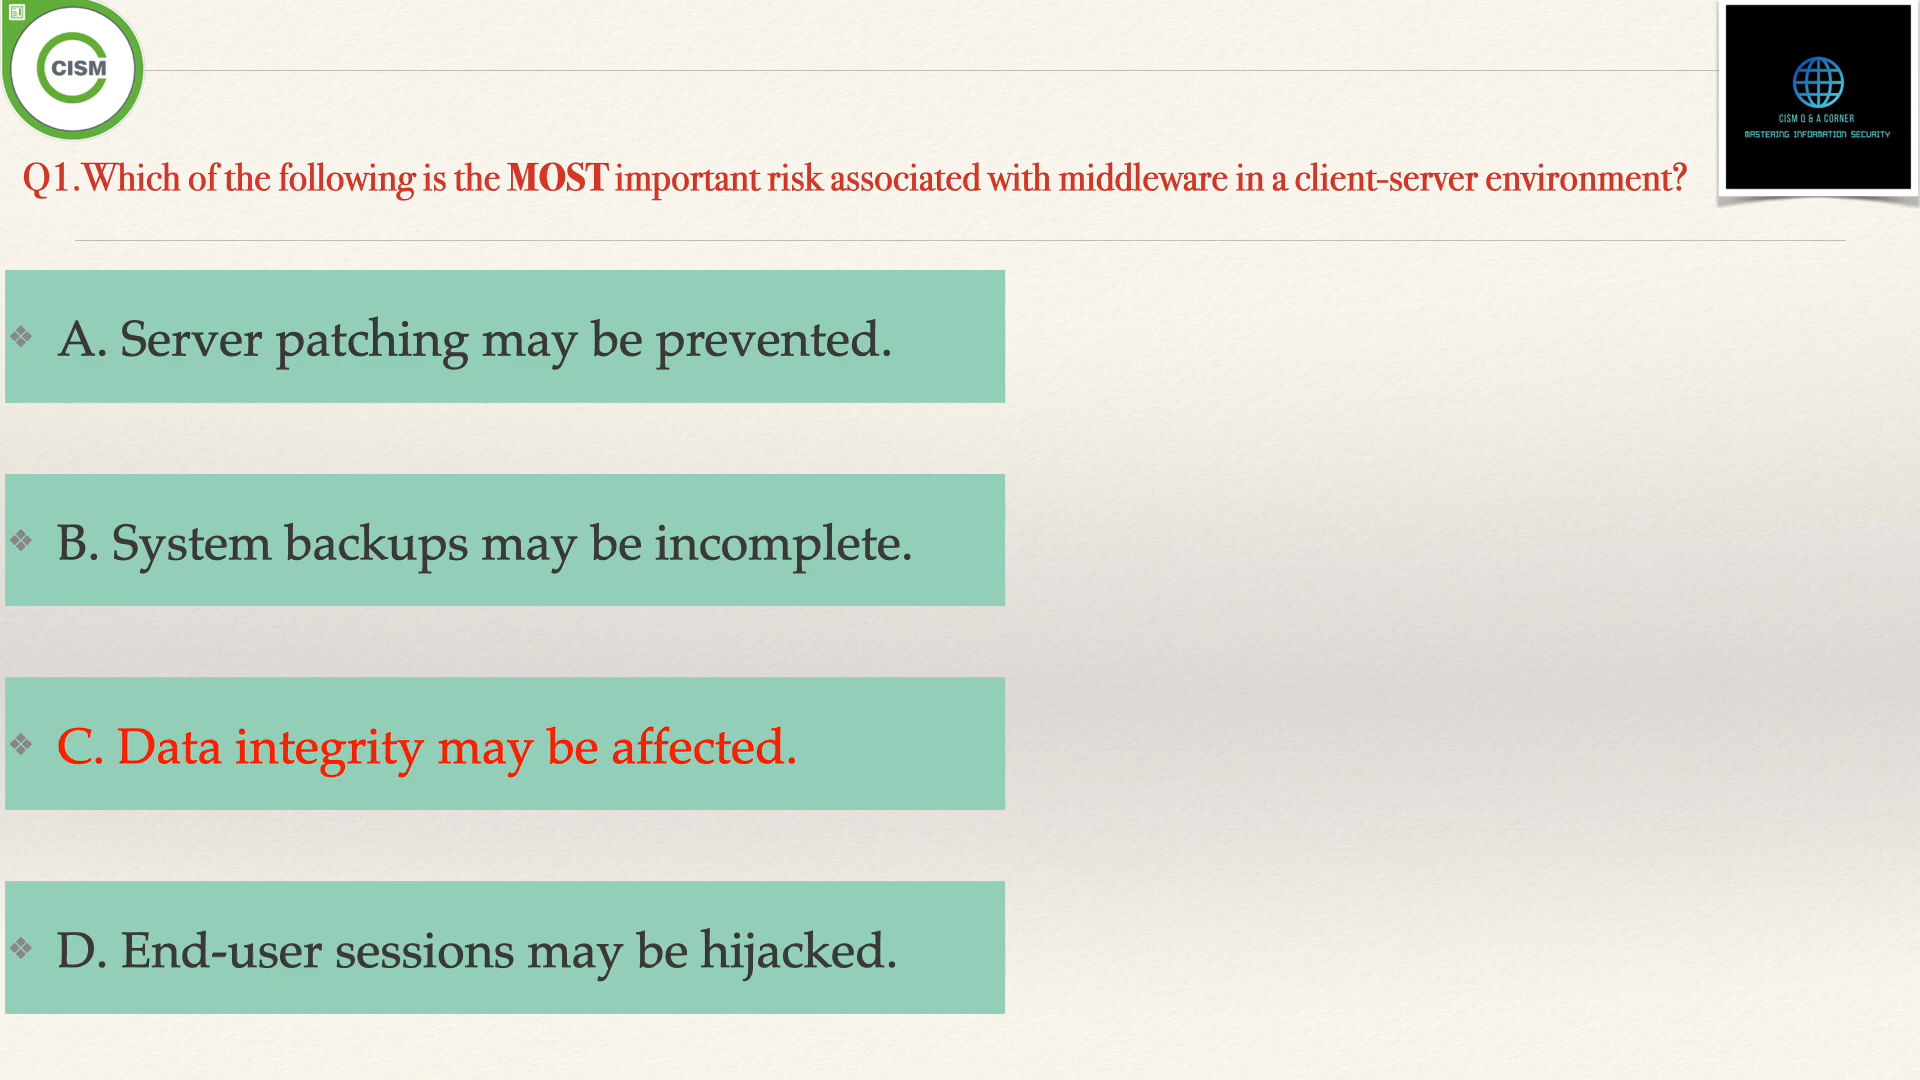 CISM
CISM Q & A CORNER
MASTERING INFORMATION SECURITY
Q1. Which of the following is the MOST important risk associated with middleware in a client-server environment?
❖ A. Server patching may be prevented.
❖ B. System backups may be incomplete.
❖ C. Data integrity may be affected.
❖ D. End-user sessions may be hijacked.